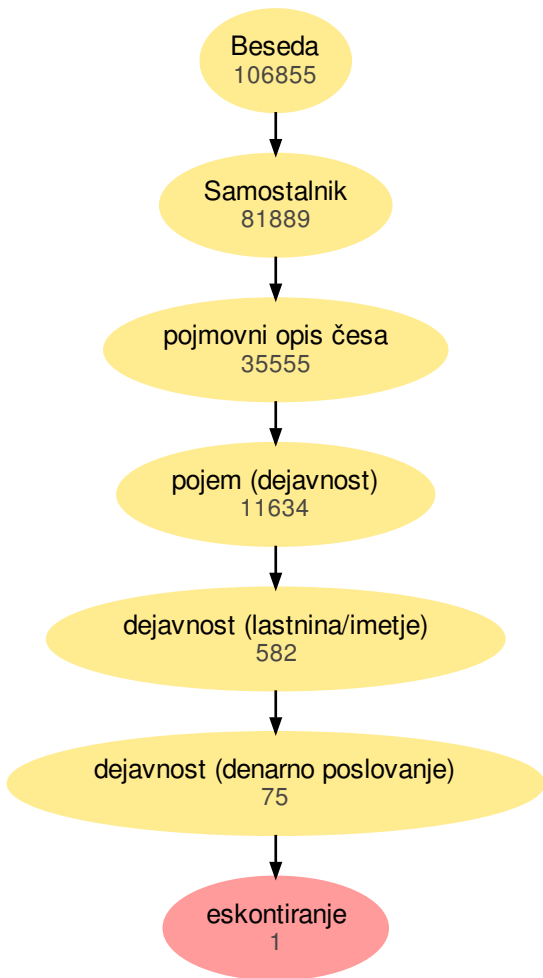 Beseda
106855
Samostalnik
81889
pojmovni opis česa
35555
pojem (dejavnost)
11634
dejavnost (lastnina/imetje)
582
dejavnost (denarno poslovanje)
75
eskontiranje
1